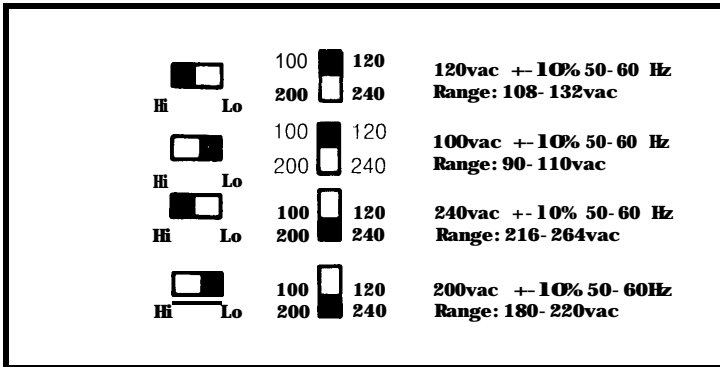 100 120 120vac +-10% 50-60 Hz
200 240 Range: 108-132vac
Hi Lo
100 120 100vac +-10% 50-60 Hz
200 240 Range: 90-110vac
Hi Lo
100 120 240vac +-10% 50-60 Hz
Hi Lo 200 240 Range: 216-264vac
100 120 200vac +-10% 50-60Hz
Hi Lo 200 240 Range: 180-220vac